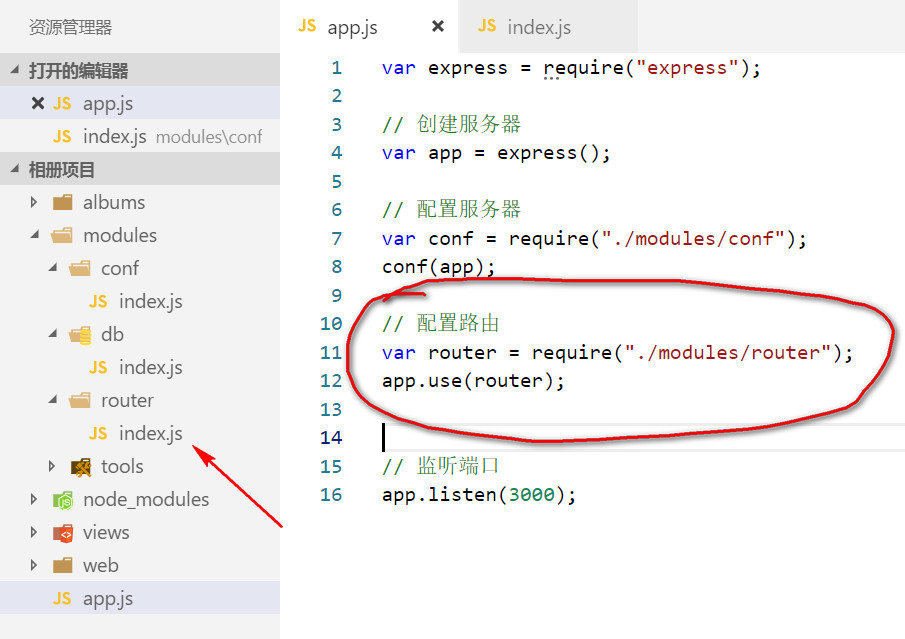 资源管理器
打开的编辑器
JS app.js
JS index.js modules\conf
相册项目
albums
modules
conf
JS index.js
db
JS index.js
router
JS index.js
tools
node_modules
views
web
JS app.js
JS app.js
JS index.js
1 var express = require("express");
2
3 // 创建服务器
4 var app = express();
5
6 // 配置服务器
7 var conf = require("./modules/conf");
8 conf(app);
9
10 // 配置路由
11 var router = require("./modules/router");
12 app.use(router);
13
14
15 // 监听端口
16 app.listen(3000);